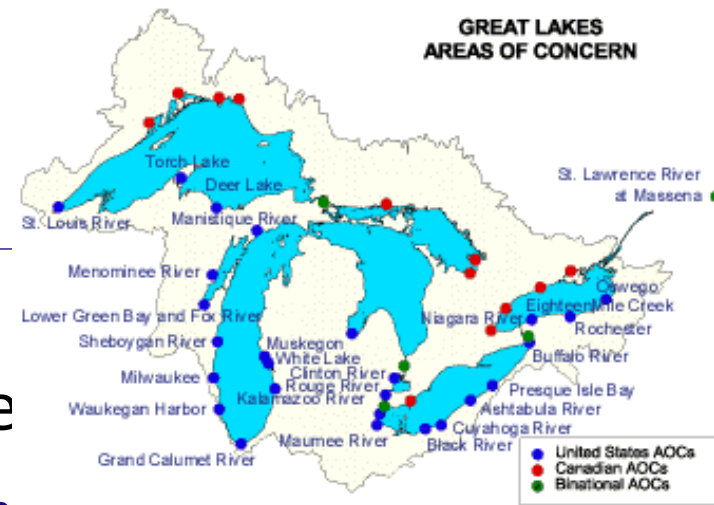 GREAT LAKES
AREAS OF CONCERN
St. Lawrence River
at Massena
Torch Lake
Deer Lake
St. Louis River
Manistique River
Menominee River
Lower Green Bay and Fox River
Sheboygan River
Milwaukee
Waukegan Harbor
Grand Calumet River
Muskegon
White Lake
Clinton River
Rouge River
Kalamazoo River
Maumee River
Black River
Cuyahoga River
Ashtabula River
Presque Isle Bay
Buffalo River
Niagara River
Eighteen Mile Creek
Rochester
Oswego
United States AOCs
Canadian AOCs
Binational AOCs